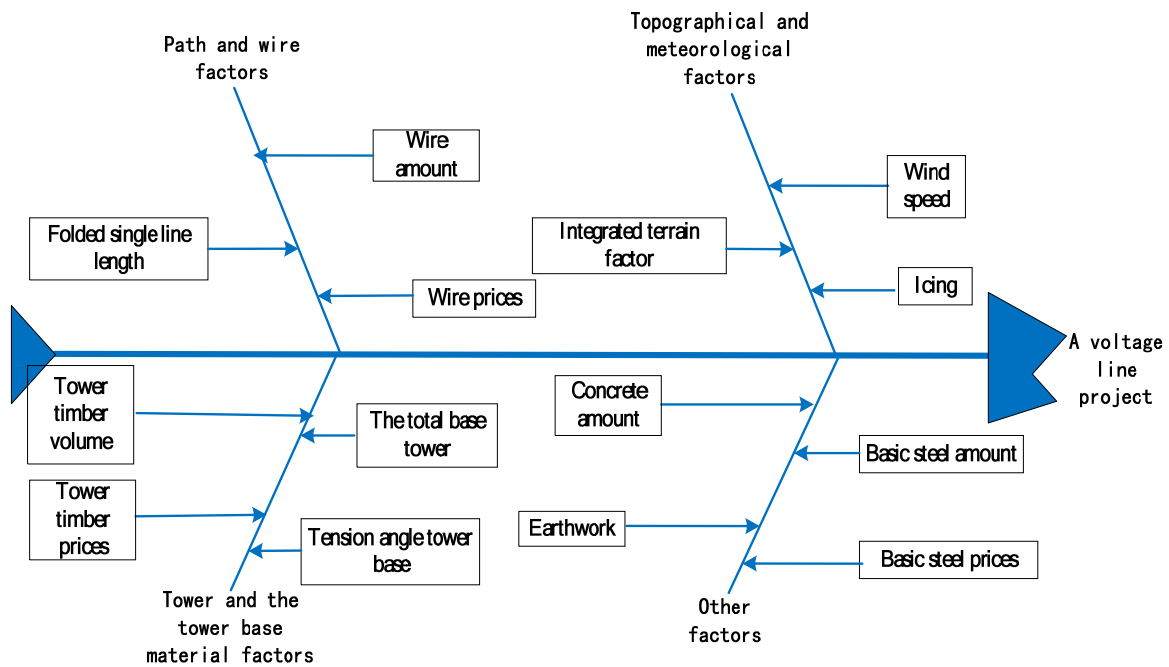 Path and wire
factors
Topographical and
meteorological
factors
Wire
amount
Wind
speed
Folded single line
length
Integrated terrain
factor
Wire prices
Icing
A voltage
line
project
Tower
timber
volume
The total base
tower
Concrete
amount
Basic steel amount
Tower
timber
prices
Tension angle tower
base
Earthwork
Basic steel prices
Tower and the
tower base
material factors
Other
factors